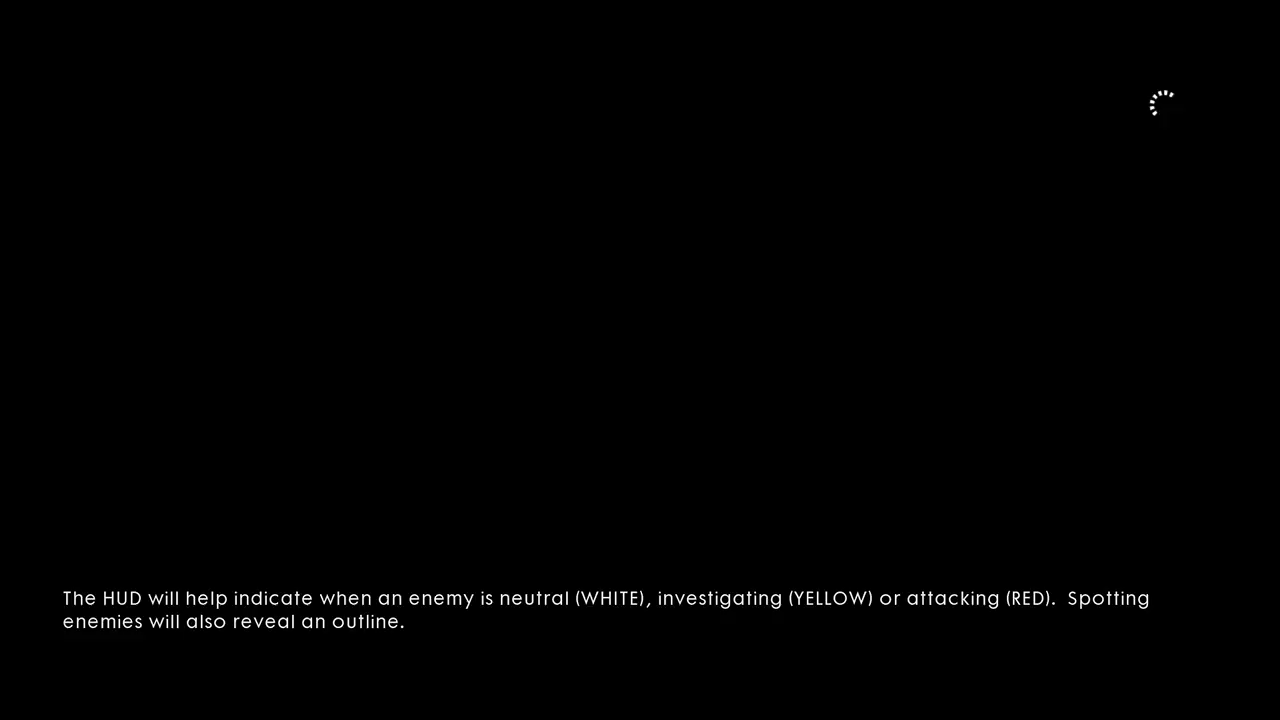 The HUD will help indicate when an enemy is neutral (WHITE), investigating (YELLOW) or attacking (RED).  Spotting
enemies will also reveal an outline.